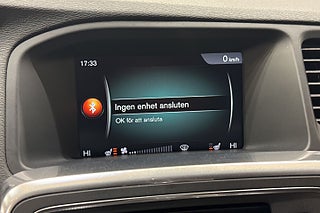 17:33
0 km/h
Ingen enhet ansluten
OK för att ansluta
HI
HI